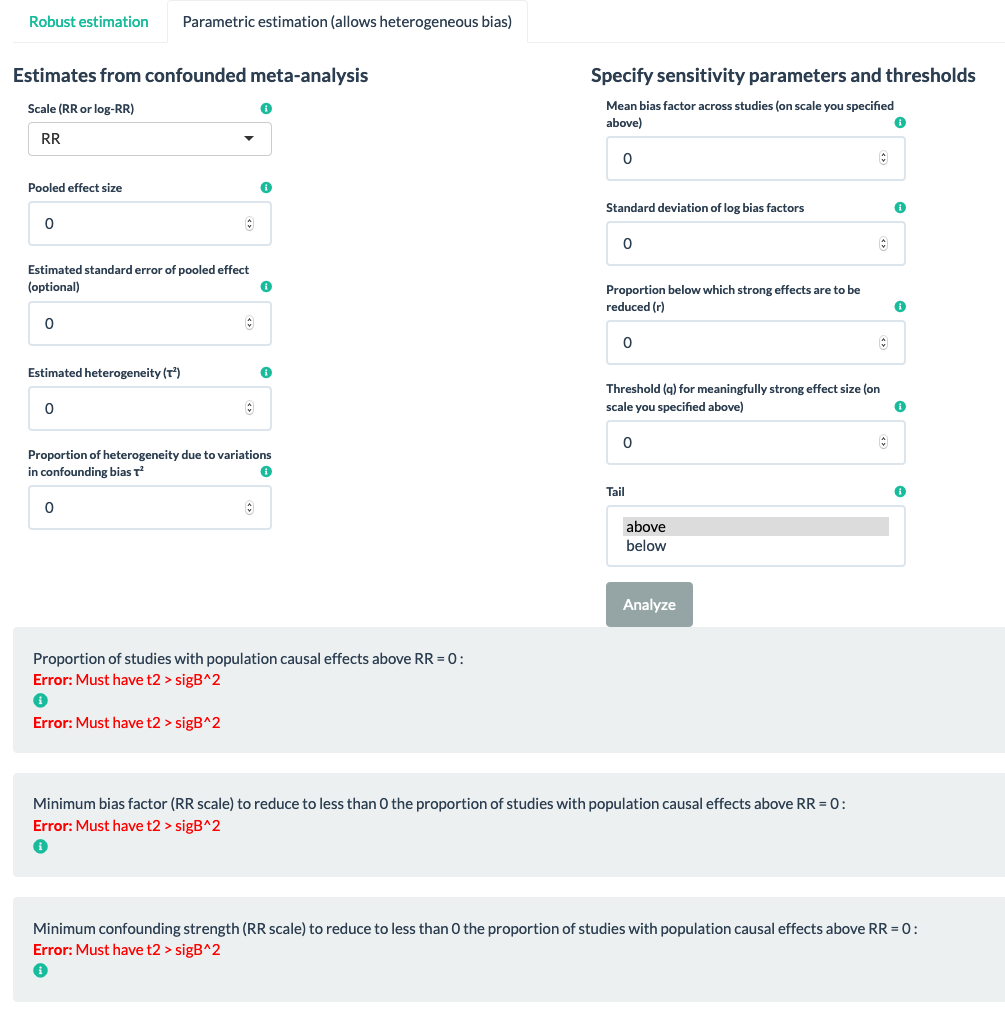 Robust estimation
Parametric estimation (allows heterogeneous bias)
Estimates from confounded meta-analysis
Scale (RR or log-RR)
RR
Pooled effect size
0
Estimated standard error of pooled effect
(optional)
0
Estimated heterogeneity (τ²)
0
Proportion of heterogeneity due to variations
in confounding bias τ²
0
Specify sensitivity parameters and thresholds
Mean bias factor across studies (on scale you specified
above)
0
Standard deviation of log bias factors
0
Proportion below which strong effects are to be
reduced (r)
0
Threshold (q) for meaningfully strong effect size (on
scale you specified above)
0
Tail
above
below
Analyze
Proportion of studies with population causal effects above RR = 0 :
Error: Must have t2 > sigB^2
Error: Must have t2 > sigB^2
Minimum bias factor (RR scale) to reduce to less than 0 the proportion of studies with population causal effects above RR = 0 :
Error: Must have t2 > sigB^2
Minimum confounding strength (RR scale) to reduce to less than 0 the proportion of studies with population causal effects above RR = 0 :
Error: Must have t2 > sigB^2